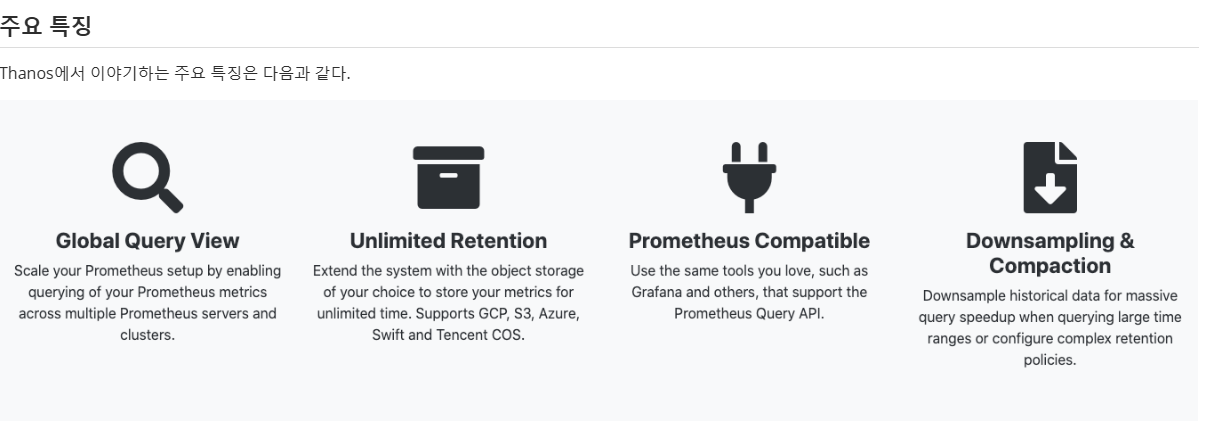 주요 특징
Thanos에서 이야기하는 주요 특징은 다음과 같다.
Global Query View
Scale your Prometheus setup by enabling
querying of your Prometheus metrics
across multiple Prometheus servers and
clusters.
Unlimited Retention
Extend the system with the object storage
of your choice to store your metrics for
unlimited time. Supports GCP, S3, Azure,
Swift and Tencent COS.
Prometheus Compatible
Use the same tools you love, such as
Grafana and others, that support the
Prometheus Query API.
Downsampling &
Compaction
Downsample historical data for massive
query speedup when querying large time
ranges or configure complex retention
policies.